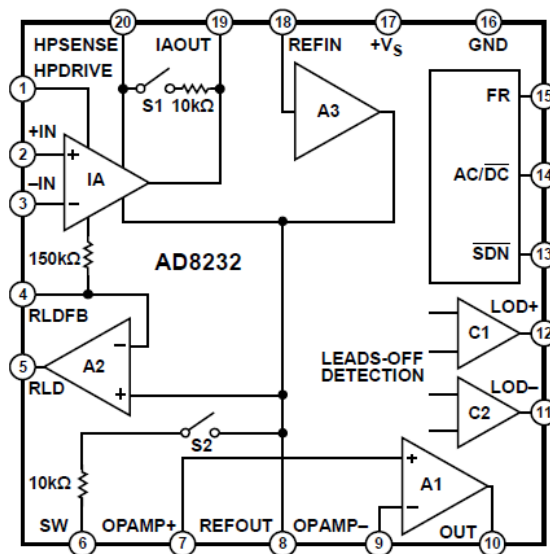 20 19 18 17 16
HPSENSE IAOUT REFIN +VS GND
HPDRIVE
1
S1 10kΩ
A3
FR 15
+IN
2
+
IA
AC/DC 14
–IN
3
–
150kΩ
AD8232
SDN 13
4
RLDFB
LOD+
C1 12
–
5
A2
RLD
+
LEADS-OFF
DETECTION
LOD–
C2 11
S2
10kΩ
+
A1
–
SW OPAMP+ REFOUT OPAMP– OUT
6 7 8 9 10